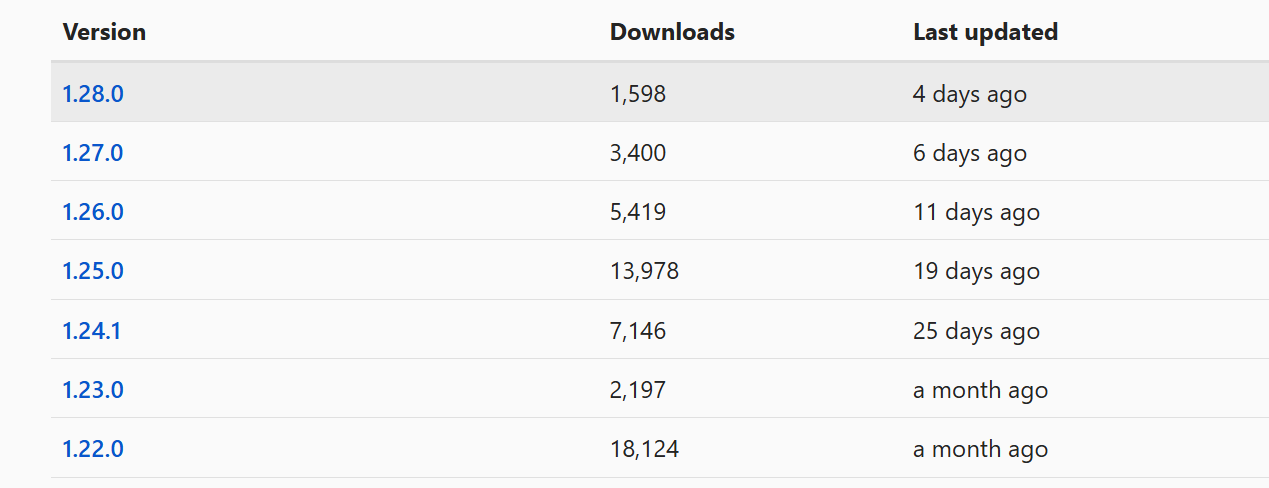 Version Downloads Last updated
1.28.0 1,598 4 days ago
1.27.0 3,400 6 days ago
1.26.0 5,419 11 days ago
1.25.0 13,978 19 days ago
1.24.1 7,146 25 days ago
1.23.0 2,197 a month ago
1.22.0 18,124 a month ago